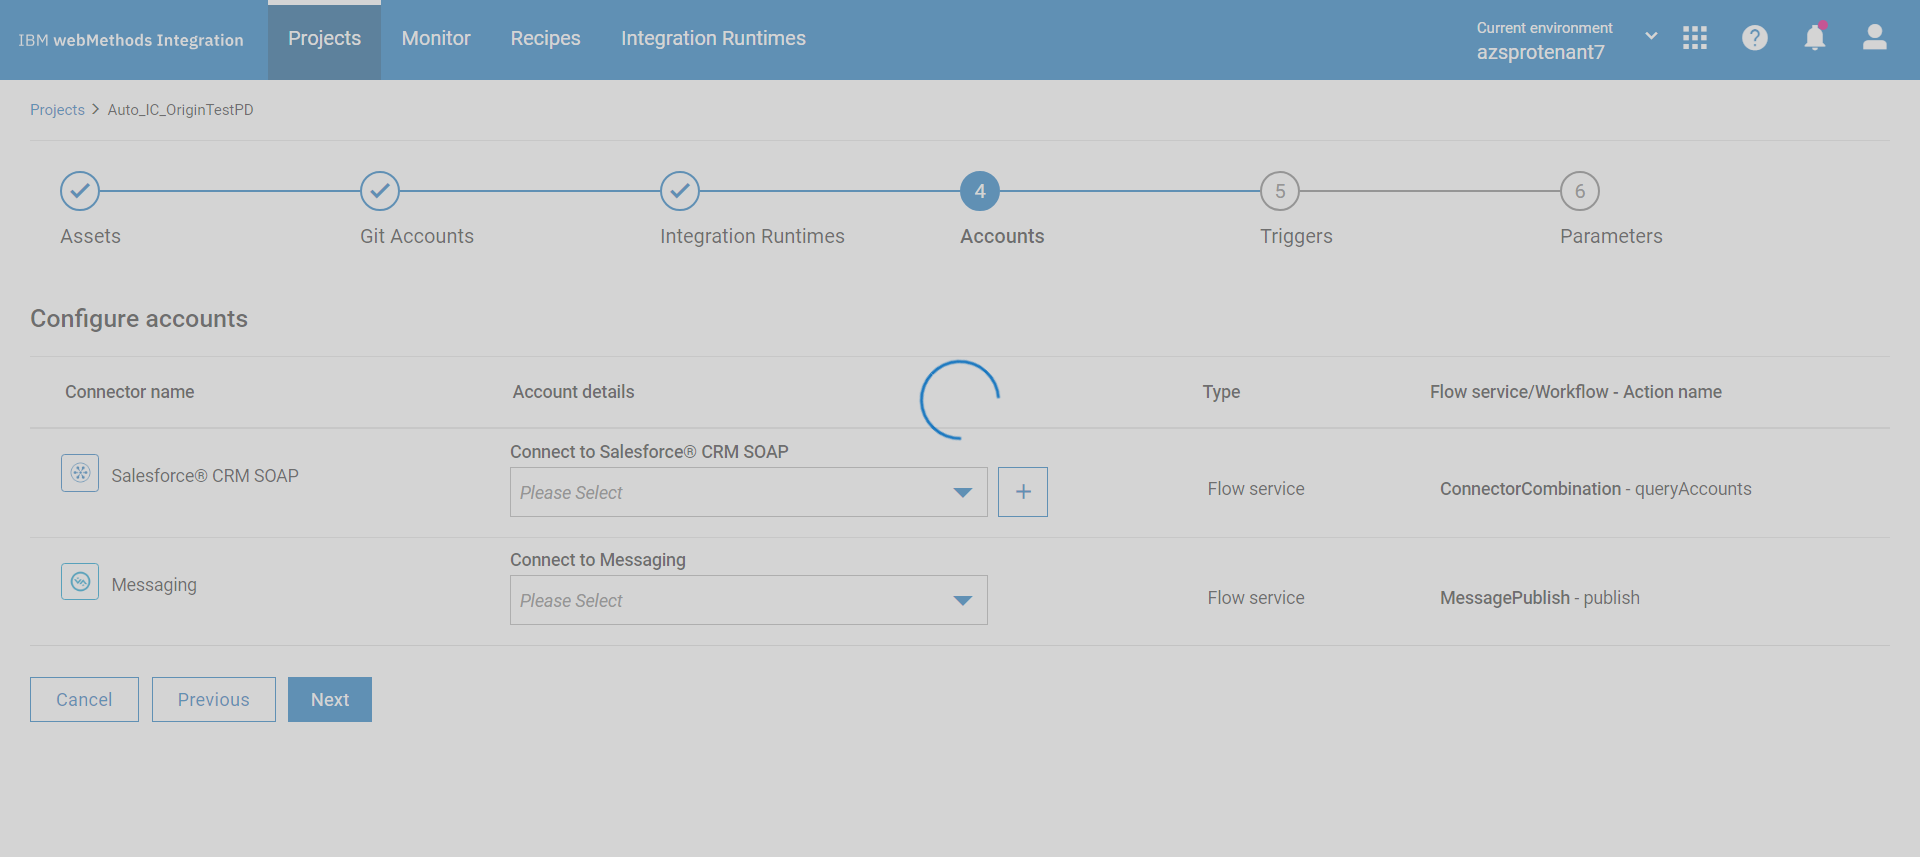 IBM webMethods Integration
Projects
Monitor
Recipes
Integration Runtimes
Current environment
azsprotenant7
Projects > Auto_IC_OriginTestPD
4
5
6
Assets
Git Accounts
Integration Runtimes
Accounts
Triggers
Parameters
Configure accounts
Connector name
Account details
Type
Flow service/Workflow - Action name
Salesforce® CRM SOAP
Connect to Salesforce® CRM SOAP
Please Select
+
Flow service
ConnectorCombination - queryAccounts
Messaging
Connect to Messaging
Please Select
Flow service
MessagePublish - publish
Cancel
Previous
Next